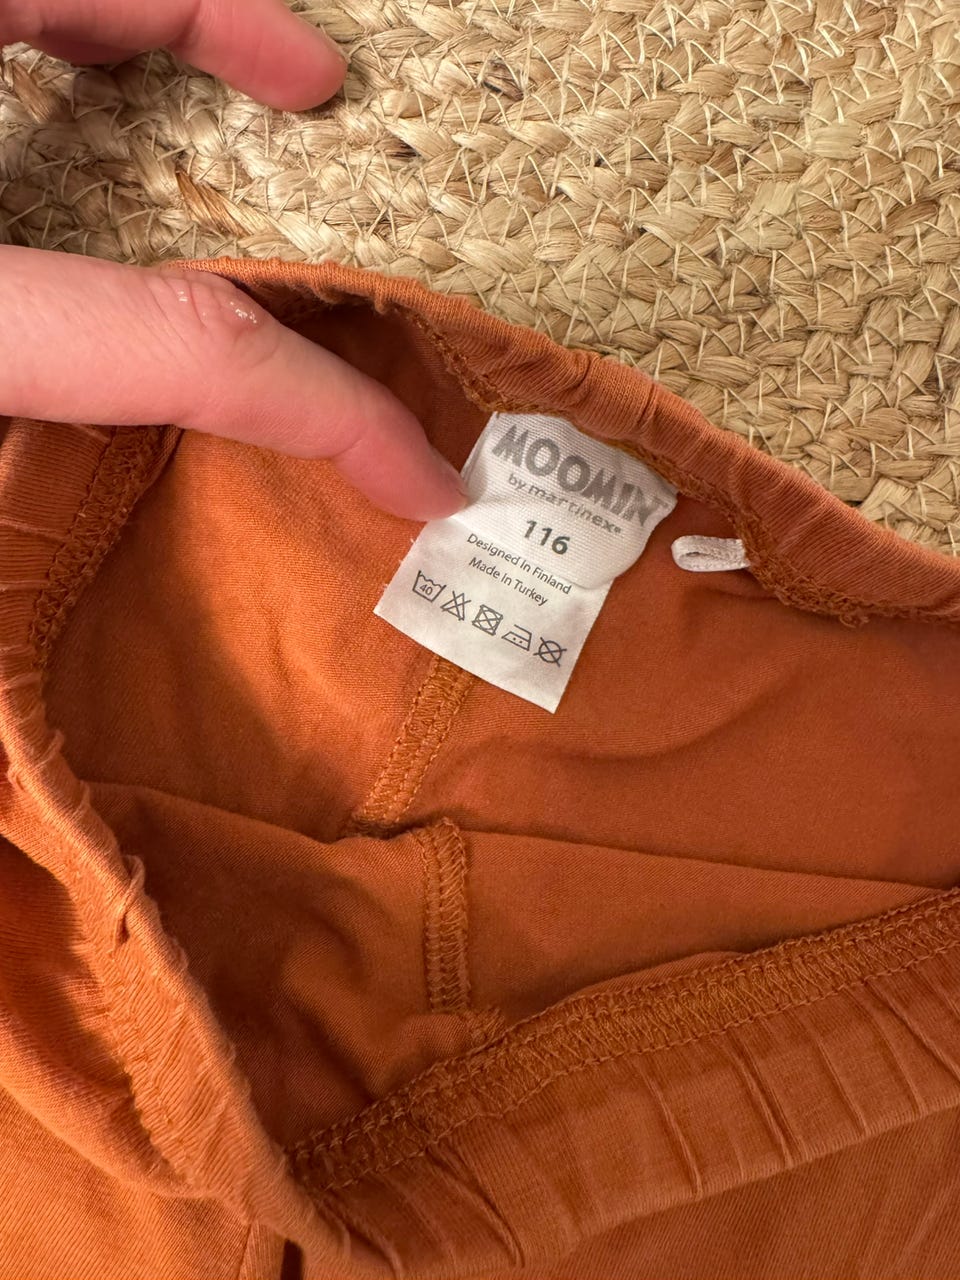 MOOMIN
by martinex®
116
Designed in Finland
Made in Turkey
40